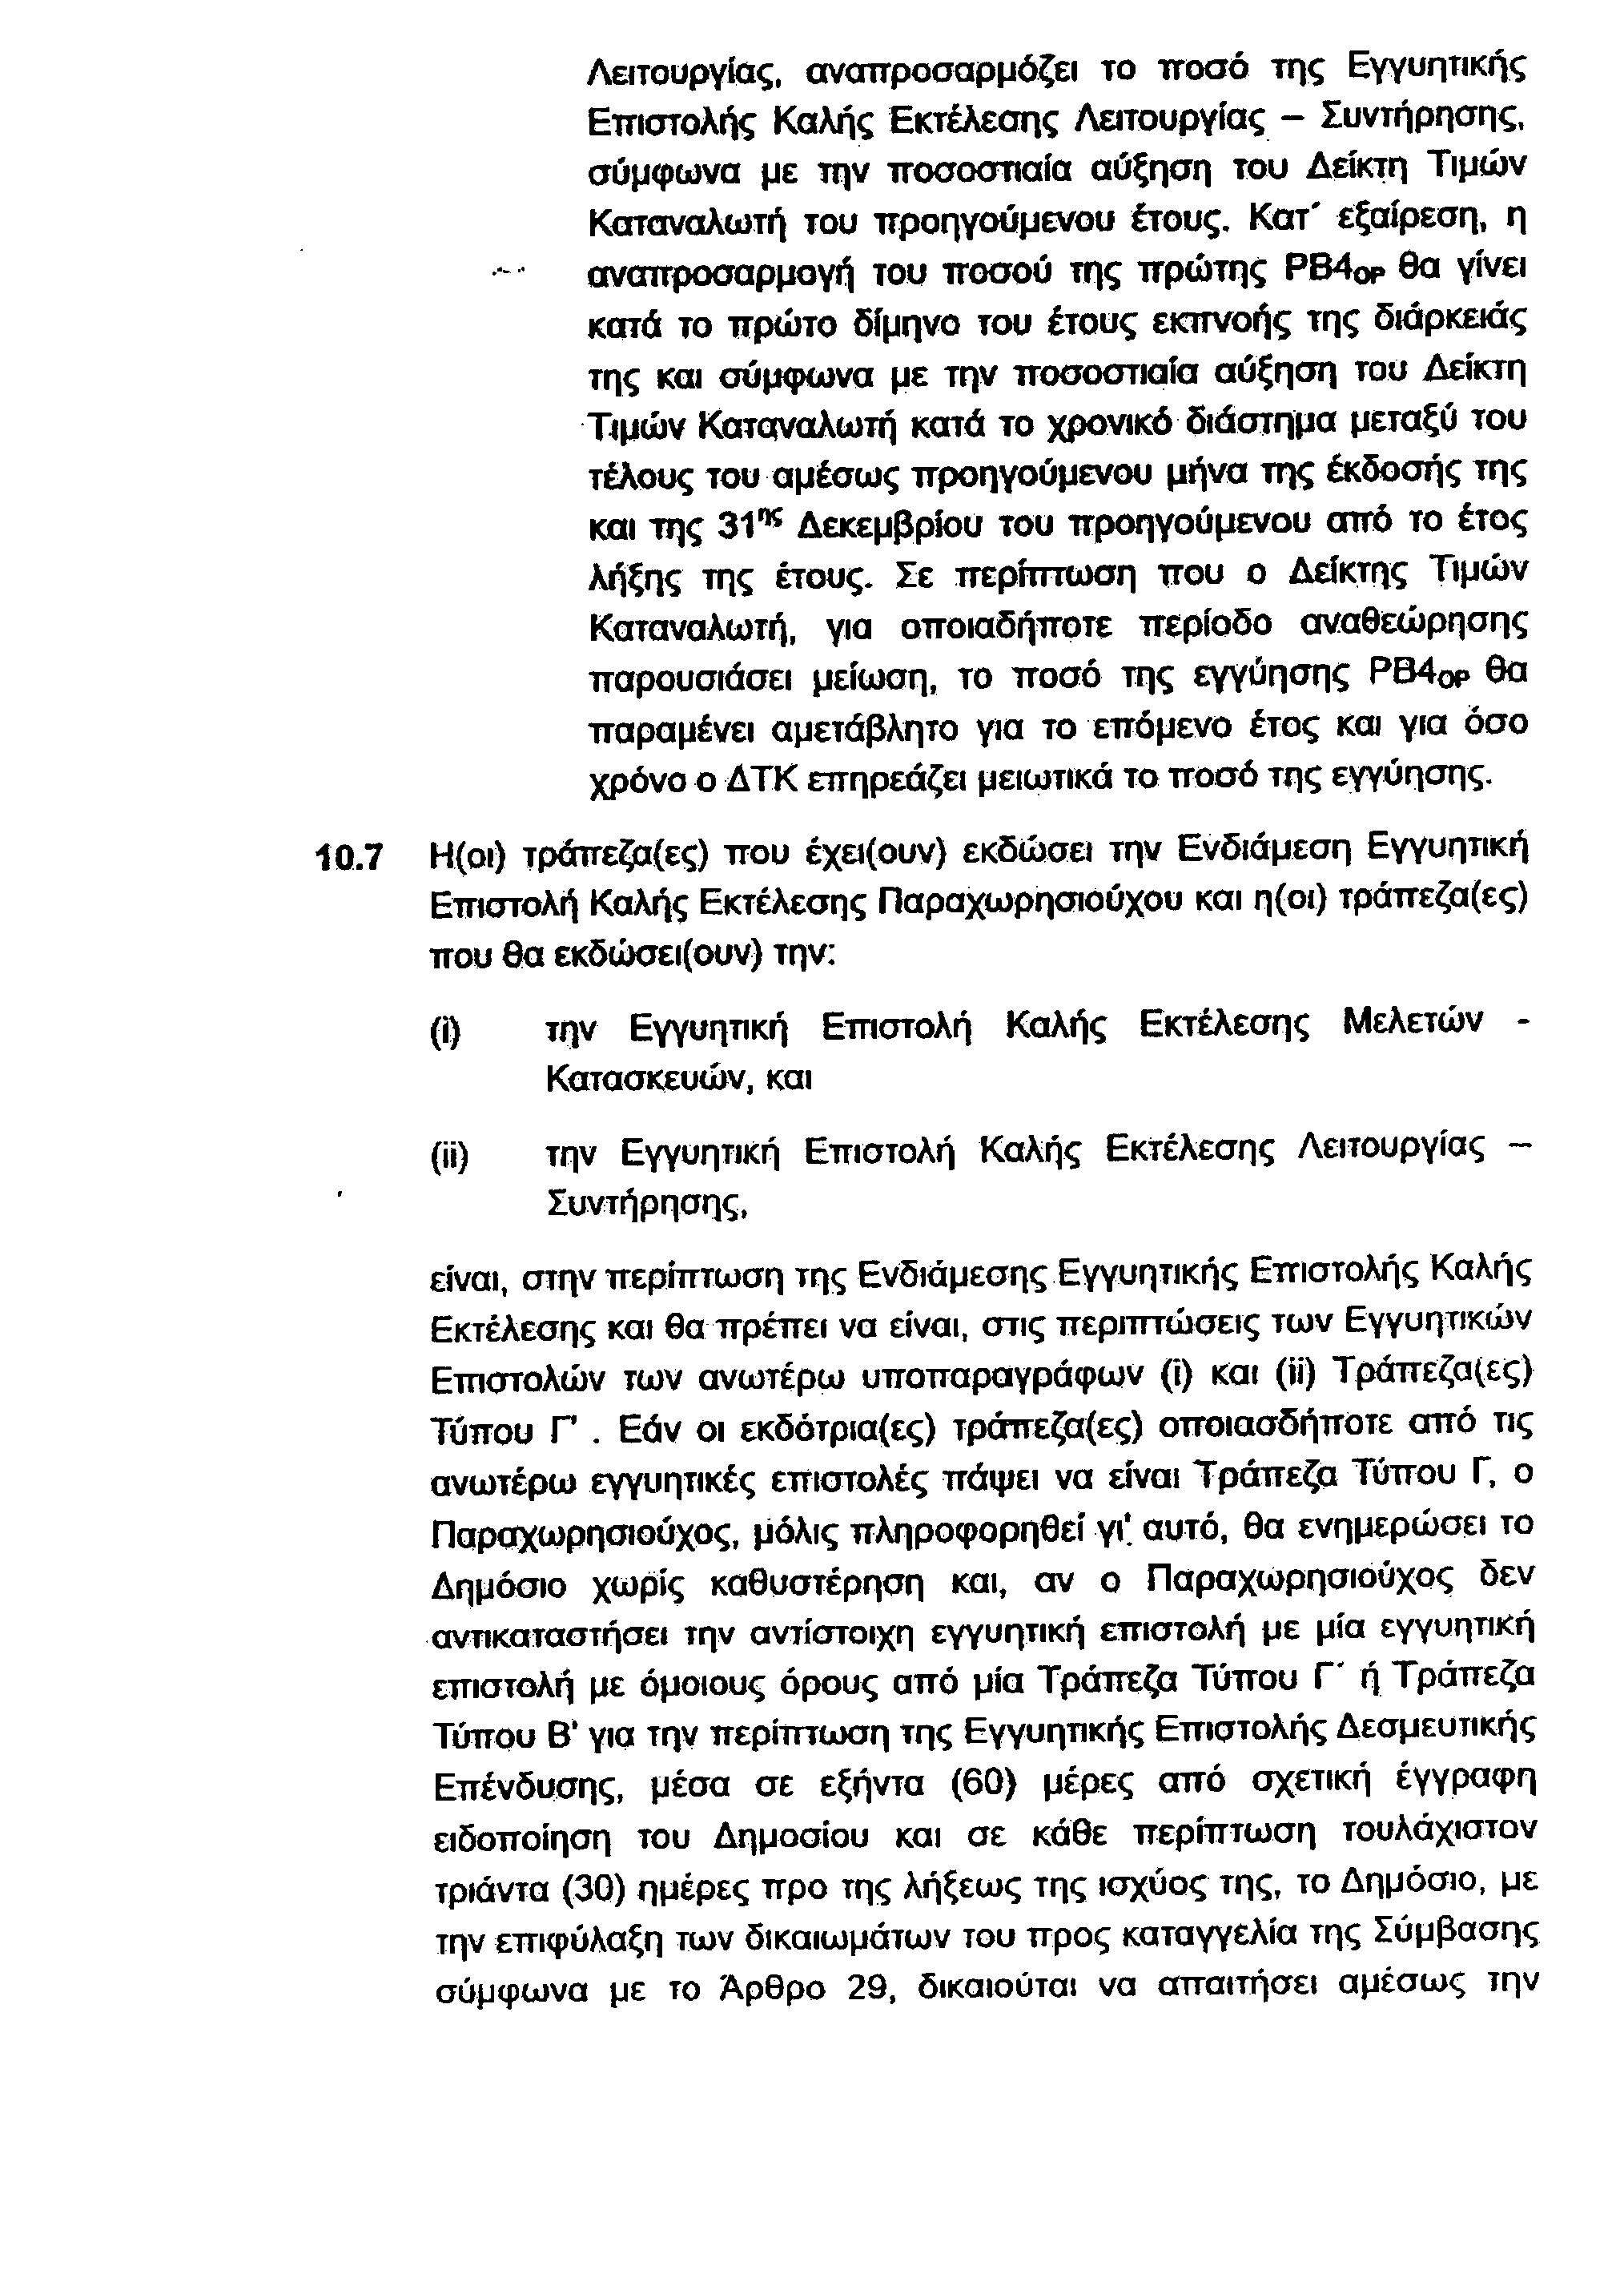 Λειτουργίας, αναπροσαρμόζει το ποσό της Εγγυητικής
Επιστολής Καλής Εκτέλεσης Λειτουργίας – Συντήρησης,
σύμφωνα με την ποσοστιαία αύξηση του Δείκτη Τιμών
Καταναλωτή του προηγούμενου έτους. Κατ΄ εξαίρεση, η
αναπροσαρμογή του ποσού της πρώτης PB4OP θα γίνει
κατά το πρώτο δίμηνο του έτους εκπνοής της διάρκειάς
της και σύμφωνα με την ποσοστιαία αύξηση του Δείκτη
Τιμών Καταναλωτή κατά το χρονικό διάστημα μεταξύ του
τέλους του αμέσως προηγούμενου μήνα της έκδοσής της
και της 31ης Δεκεμβρίου του προηγούμενου από το έτος
λήξης της έτους. Σε περίπτωση που ο Δείκτης Τιμών
Καταναλωτή, για οποιαδήποτε περίοδο αναθεώρησης
παρουσιάσει μείωση, το ποσό της εγγύησης PB4OP θα
παραμένει αμετάβλητο για το επόμενο έτος και για όσο
χρόνο ο ΔΤΚ επηρεάζει μειωτικά το ποσό της εγγύησης.
10.7 Η(οι) τράπεζα(ες) που έχει(ουν) εκδώσει την Ενδιάμεση Εγγυητική
Επιστολή Καλής Εκτέλεσης Παραχωρησιούχου και η(οι) τράπεζα(ες)
που θα εκδώσει(ουν) την:
(i) την Εγγυητική Επιστολή Καλής Εκτέλεσης Μελετών -
Κατασκευών, και
(ii) την Εγγυητική Επιστολή Καλής Εκτέλεσης Λειτουργίας –
Συντήρησης,
είναι, στην περίπτωση της Ενδιάμεσης Εγγυητικής Επιστολής Καλής
Εκτέλεσης και θα πρέπει να είναι, στις περιπτώσεις των Εγγυητικών
Επιστολών των ανωτέρω υποπαραγράφων (i) και (ii) Τράπεζα(ες)
Τύπου Γ' . Εάν οι εκδότρια(ες) τράπεζα(ες) οποιασδήποτε από τις
ανωτέρω εγγυητικές επιστολές πάψει να είναι Τράπεζα Τύπου Γ, ο
Παραχωρησιούχος, μόλις πληροφορηθεί γι' αυτό, θα ενημερώσει το
Δημόσιο χωρίς καθυστέρηση και, αν ο Παραχωρησιούχος δεν
αντικαταστήσει την αντίστοιχη εγγυητική επιστολή με μία εγγυητική
επιστολή με όμοιους όρους από μία Τράπεζα Τύπου Γ΄ ή Τράπεζα
Τύπου Β' για την περίπτωση της Εγγυητικής Επιστολής Δεσμευτικής
Επένδυσης, μέσα σε εξήντα (60) μέρες από σχετική έγγραφη
ειδοποίηση του Δημοσίου και σε κάθε περίπτωση τουλάχιστον
τριάντα (30) ημέρες προ της λήξεως της ισχύος της, το Δημόσιο, με
την επιφύλαξη των δικαιωμάτων του προς καταγγελία της Σύμβασης
σύμφωνα με το Άρθρο 29, δικαιούται να απαιτήσει αμέσως την